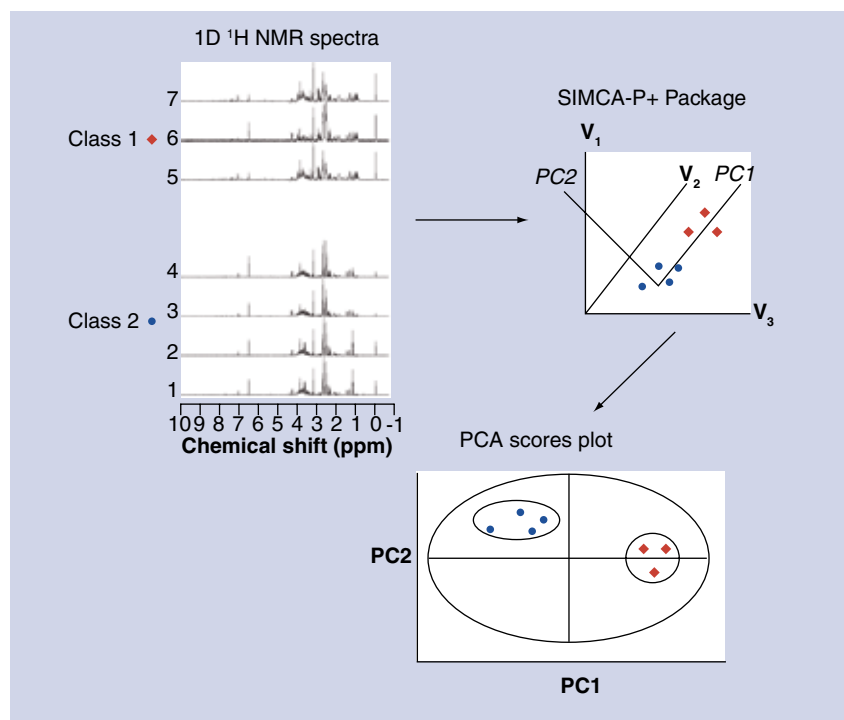 1D ¹H NMR spectra
7
Class 1 6
5
4
3
Class 2
2
1
10 9 8 7 6 5 4 3 2 1 0 -1
Chemical shift (ppm)
SIMCA-P+ Package
V₁
PC2 V₂ PC1
V₃
PCA scores plot
PC2
PC1